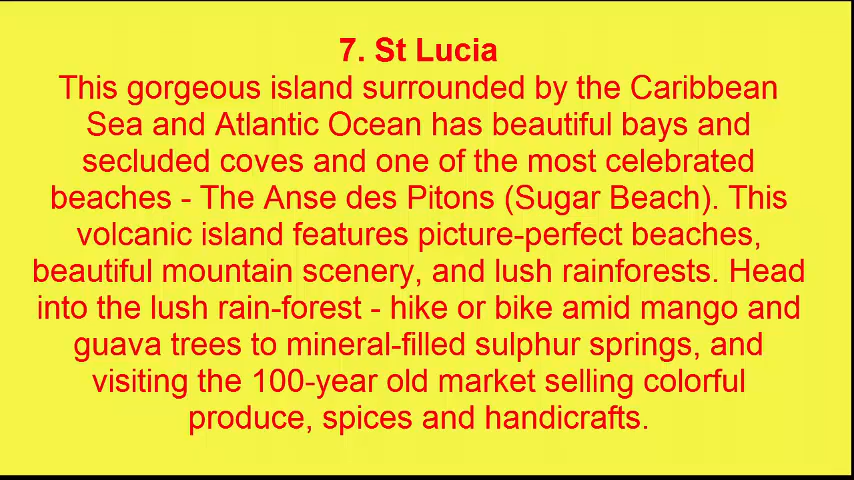 7. St Lucia
This gorgeous island surrounded by the Caribbean
Sea and Atlantic Ocean has beautiful bays and
secluded coves and one of the most celebrated
beaches - The Anse des Pitons (Sugar Beach). This
volcanic island features picture-perfect beaches,
beautiful mountain scenery, and lush rainforests. Head
into the lush rain-forest - hike or bike amid mango and
guava trees to mineral-filled sulphur springs, and
visiting the 100-year old market selling colorful
produce, spices and handicrafts.